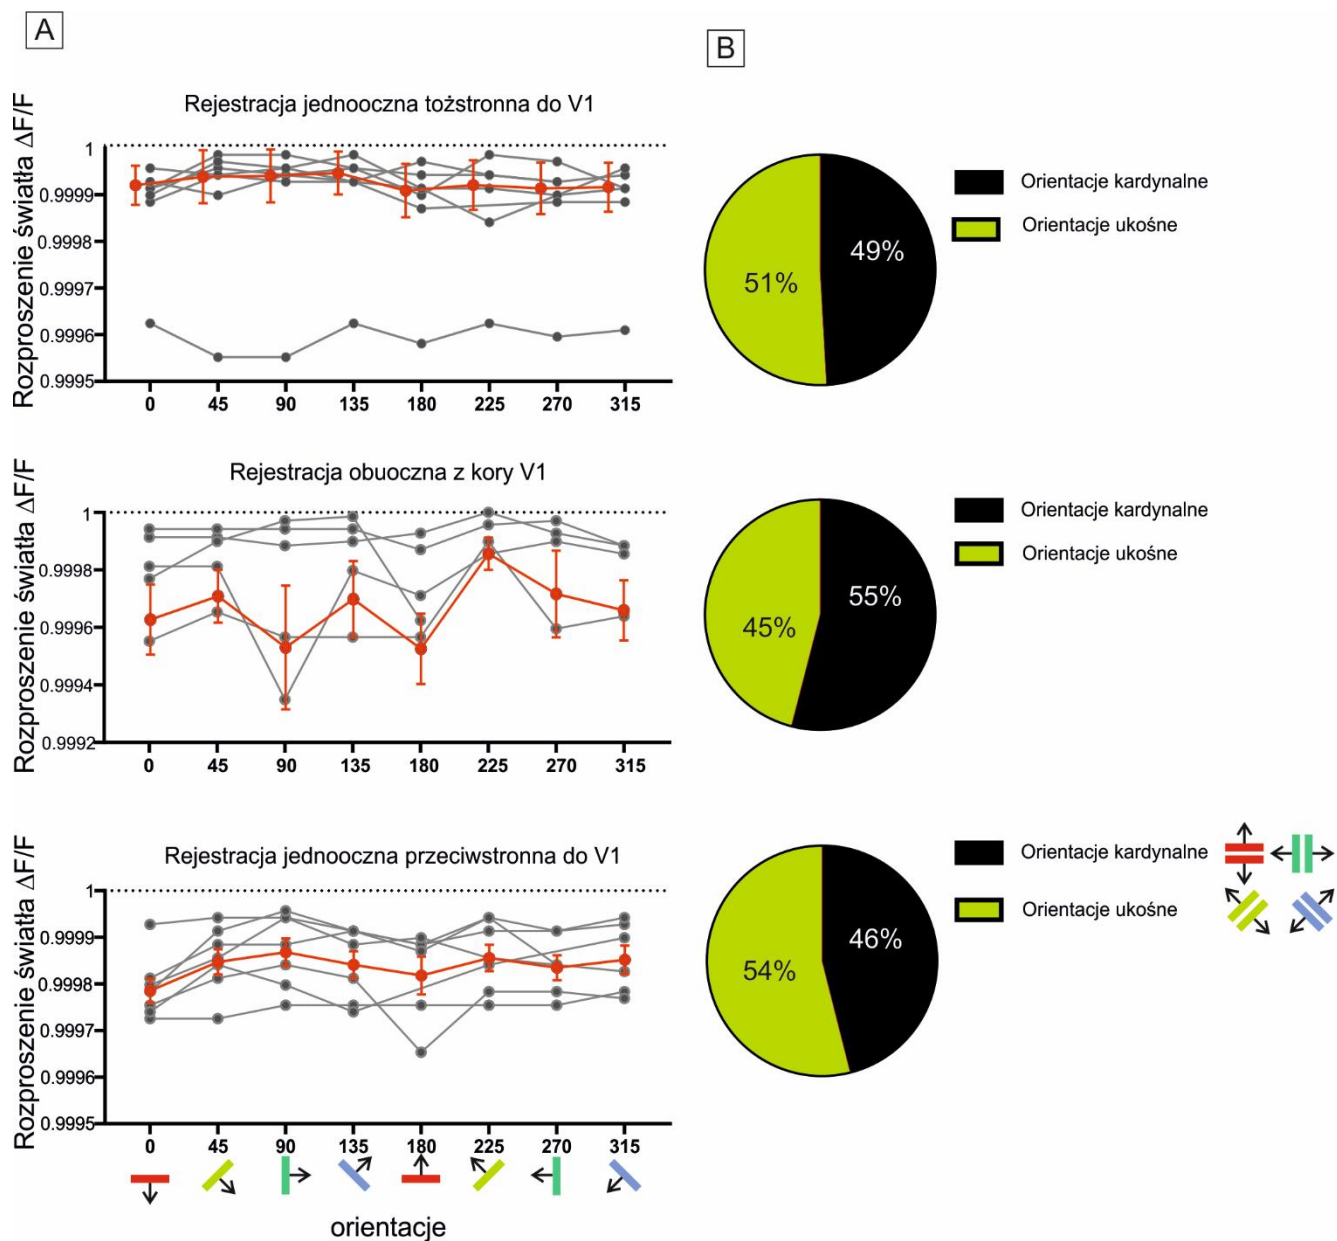 A
B
Rejestracja jednooczna tożstronna do V1
Rozproszenie światła ΔF/F
1
0.9999
0.9998
0.9997
0.9996
0.9995
0 45 90 135 180 225 270 315
49%
51%
Orientacje kardynalne
Orientacje ukośne
Rejestracja obuoczna z kory V1
Rozproszenie światła ΔF/F
1
0.9998
0.9996
0.9994
0.9992
0 45 90 135 180 225 270 315
55%
45%
Orientacje kardynalne
Orientacje ukośne
Rejestracja jednooczna przeciwstronna do V1
Rozproszenie światła ΔF/F
1
0.9999
0.9998
0.9997
0.9996
0.9995
0 45 90 135 180 225 270 315
orientacje
46%
54%
Orientacje kardynalne
Orientacje ukośne